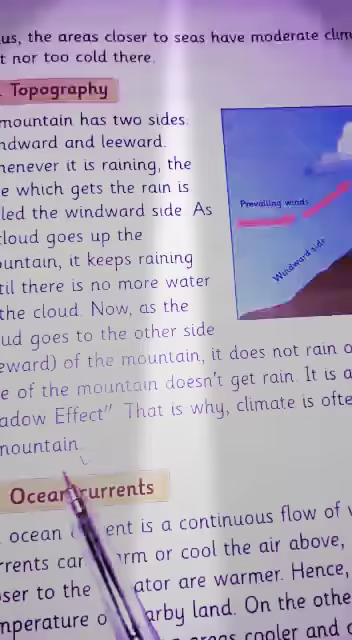 us, the areas closer to seas have moderate clim
t nor too cold there.
Topography
mountain has two sides.
ndward and leeward.
henever it is raining, the
e which gets the rain is
led the windward side. As
cloud goes up the
ountain, it keeps raining
til there is no more water
the cloud. Now, as the
ud goes to the other side
eeward) of the mountain, it does not rain o
e of the mountain doesn't get rain. It is a
adow Effect" That is why, climate is ofte
mountain.
Prevailing winds
Windward side
Ocean currents
ocean ent is a continuous flow of
rrents can rm or cool the air above,
ser to the ator are warmer. Hence,
mperature o arby land. On the othe
areas cooler and